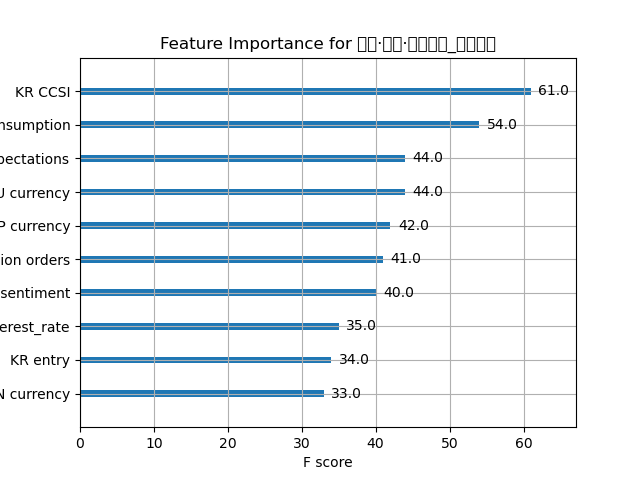 Feature Importance for
KR CCSI
61.0
nsumption
54.0
pectations
44.0
U currency
44.0
P currency
42.0
ion orders
41.0
sentiment
40.0
erest_rate
35.0
KR entry
34.0
N currency
33.0
0 10 20 30 40 50 60
F score